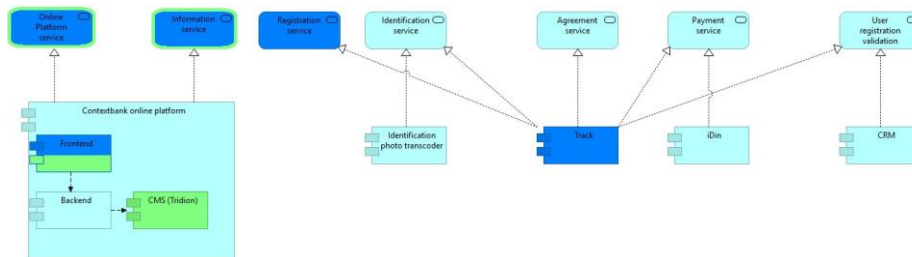 Online
Platform
service
Information
service
Registration
service
Identification
service
Agreement
service
Payment
service
User
registration
validation
Contextbank online platform
Frontend
Backend
CMS (Tridion)
Identification
photo transcoder
Track
iDin
CRM